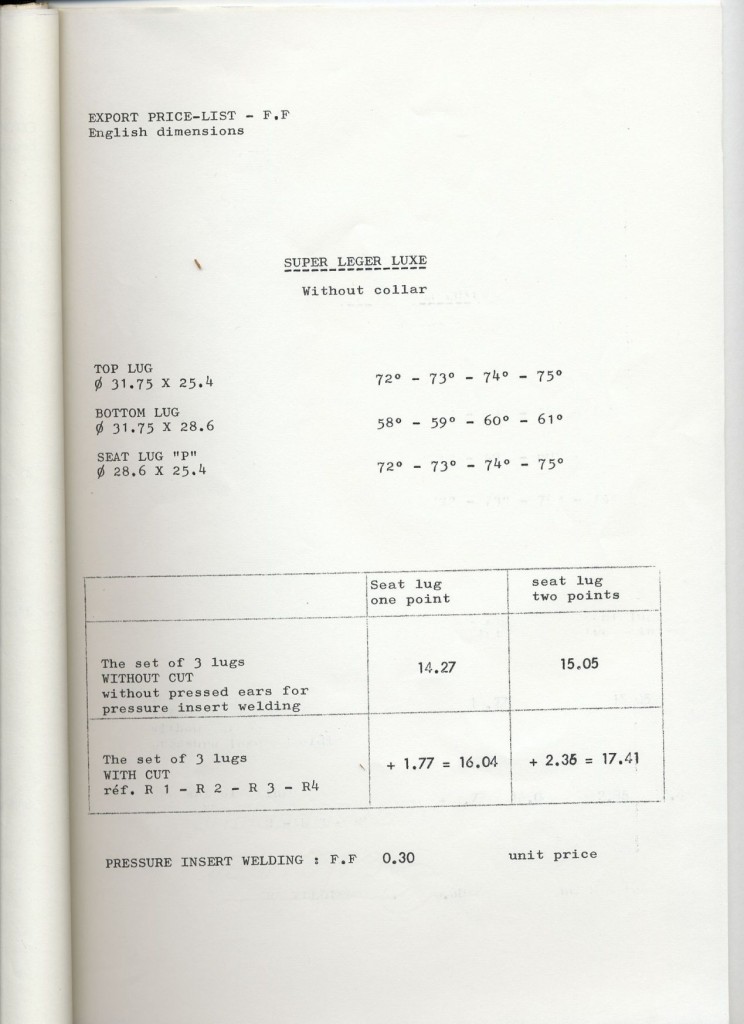 EXPORT PRICE-LIST - F.F
English dimensions
SUPER LEGER LUXE
Without collar
TOP LUG
Ø 31.75 X 25.4
72° - 73° - 74° - 75°
BOTTOM LUG
Ø 31.75 X 28.6
58° - 59° - 60° - 61°
SEAT LUG "P"
Ø 28.6 X 25.4
72° - 73° - 74° - 75°
Seat lug
one point
seat lug
two points
The set of 3 lugs
WITHOUT CUT
without pressed ears for
pressure insert welding
14.27
15.05
The set of 3 lugs
WITH CUT
réf. R 1 - R 2 - R 3 - R4
+ 1.77 = 16.04
+ 2.36 = 17.41
PRESSURE INSERT WELDING : F.F 0.30 unit price